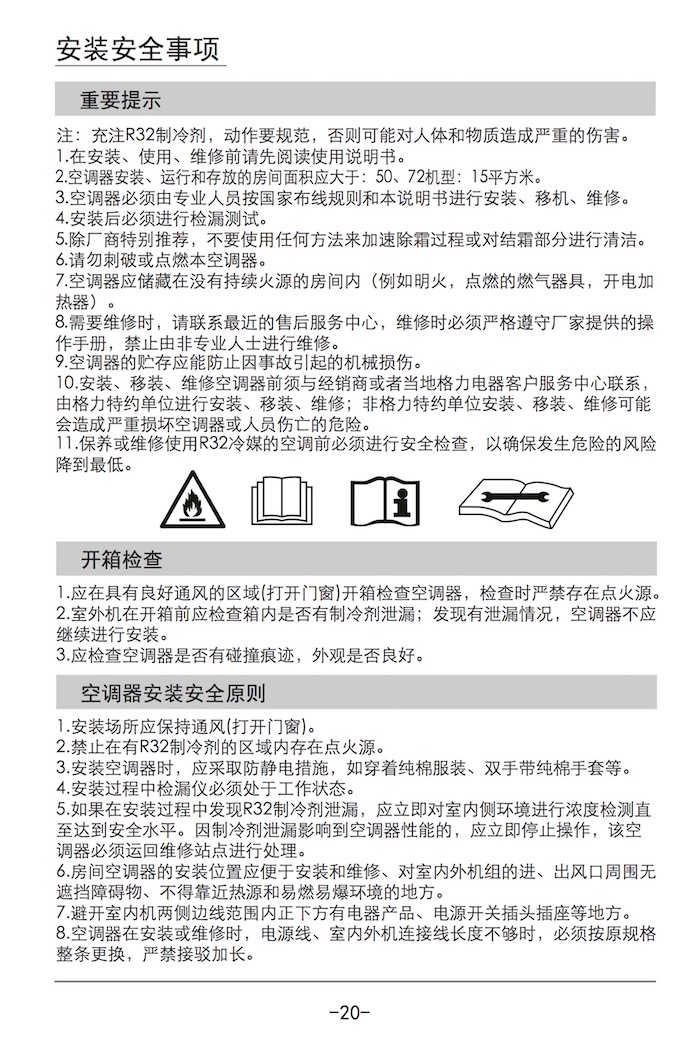 安装安全事项
重要提示
注：充注R32制冷剂，动作要规范，否则可能对人体和物质造成严重的伤害。
1.在安装、使用、维修前请先阅读使用说明书。
2.空调器安装、运行和存放的房间面积应大于：50、72机型：15平方米。
3.空调器必须由专业人员按国家布线规则和本说明书进行安装、移机、维修。
4.安装后必须进行检漏测试。
5.除厂商特别推荐，不要使用任何方法来加速除霜过程或对结霜部分进行清洁。
6.请勿刺破或点燃本空调器。
7.空调器应储藏在没有持续火源的房间内（例如明火，点燃的燃气器具，开电加
热器）。
8.需要维修时，请联系最近的售后服务中心，维修时必须严格遵守厂家提供的操
作手册，禁止由非专业人士进行维修。
9.空调器的贮存应能防止因事故引起的机械损伤。
10.安装、移装、维修空调器前须与经销商或者当地格力电器客户服务中心联系，
由格力特约单位进行安装、移装、维修；非格力特约单位安装、移装、维修可能
会造成严重损坏空调器或人员伤亡的危险。
11.保养或维修使用R32冷媒的空调前必须进行安全检查，以确保发生危险的风险
降到最低。
开箱检查
1.应在具有良好通风的区域(打开门窗)开箱检查空调器，检查时严禁存在点火源。
2.室外机在开箱前应检查箱内是否有制冷剂泄漏；发现有泄漏情况，空调器不应
继续进行安装。
3.应检查空调器是否有碰撞痕迹，外观是否良好。
空调器安装安全原则
1.安装场所应保持通风(打开门窗)。
2.禁止在有R32制冷剂的区域内存在点火源。
3.安装空调器时，应采取防静电措施，如穿着纯棉服装、双手带纯棉手套等。
4.安装过程中检漏仪必须处于工作状态。
5.如果在安装过程中发现R32制冷剂泄漏，应立即对室内侧环境进行浓度检测直
至达到安全水平。因制冷剂泄漏影响到空调器性能的，应立即停止操作，该空
调器必须运回维修站点进行处理。
6.房间空调器的安装位置应便于安装和维修、对室内外机组的进、出风口周围无
遮挡障碍物、不得靠近热源和易燃易爆环境的地方。
7.避开室内机两侧边线范围内正下方有电器产品、电源开关插头插座等地方。
8.空调器在安装或维修时，电源线、室内外机连接线长度不够时，必须按原规格
整条更换，严禁接驳加长。
-20-